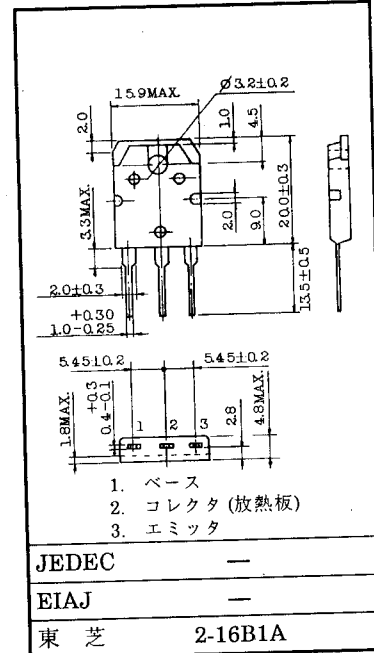 15.9MAX.
Ø3.2±0.2
2.0
1.0
4.5
3.3MAX.
2.0
9.0
20.0±0.3
2.0±0.3
13.5±0.5
+0.30
1.0-0.25
5.45±0.2
5.45±0.2
1.8MAX.
+0.3
0.4-0.1
1
2
3
2.8
4.8MAX.
1. ベース
2. コレクタ (放熱板)
3. エミッタ
JEDEC —
EIAJ —
東 芝 2-16B1A